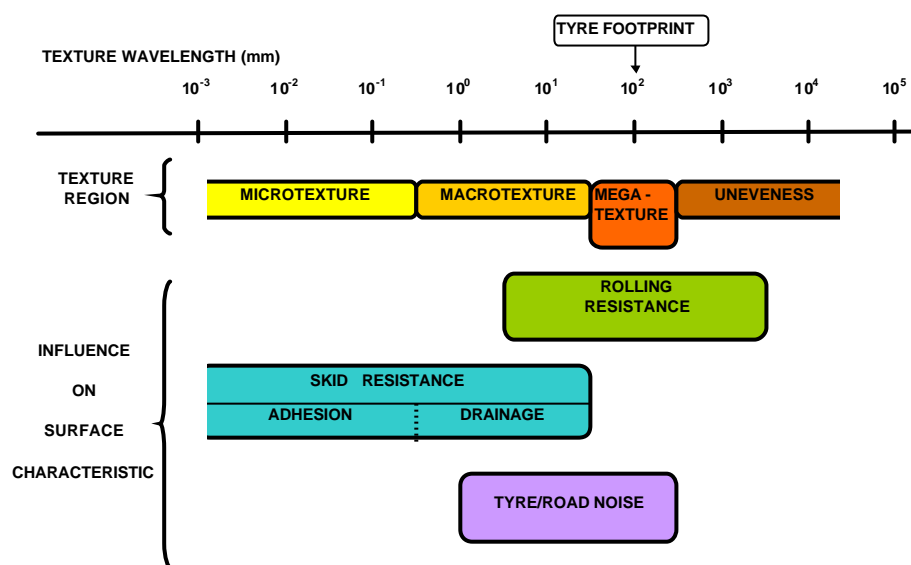 TYRE FOOTPRINT
TEXTURE WAVELENGTH (mm)
10⁻³ 10⁻² 10⁻¹ 10⁰ 10¹ 10² 10³ 10⁴ 10⁵
TEXTURE
REGION
MICROTEXTURE
MACROTEXTURE
MEGA -
TEXTURE
UNEVENESS
ROLLING
RESISTANCE
INFLUENCE
ON
SURFACE
CHARACTERISTIC
SKID RESISTANCE
ADHESION
DRAINAGE
TYRE/ROAD NOISE